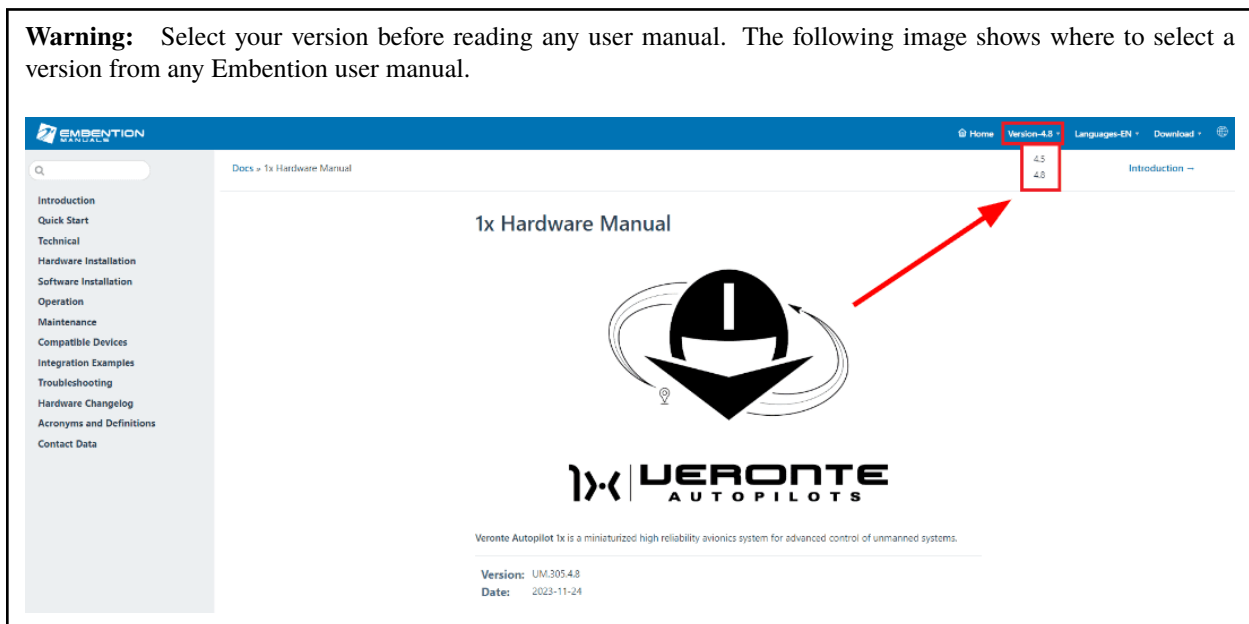 Warning: Select your version before reading any user manual. The following image shows where to select a
version from any Embention user manual.
EMBENTION
MANUALS
Home Version-4.8 Languages-EN Download
4.5
4.8
Docs » 1x Hardware Manual
Introduction →
Introduction
Quick Start
Technical
Hardware Installation
Software Installation
Operation
Maintenance
Compatible Devices
Integration Examples
Troubleshooting
Hardware Changelog
Acronyms and Definitions
Contact Data
1x Hardware Manual
1x VERONTE
AUTOPILOTS
Veronte Autopilot 1x is a miniaturized high reliability avionics system for advanced control of unmanned systems.
Version: UM.305.4.8
Date: 2023-11-24